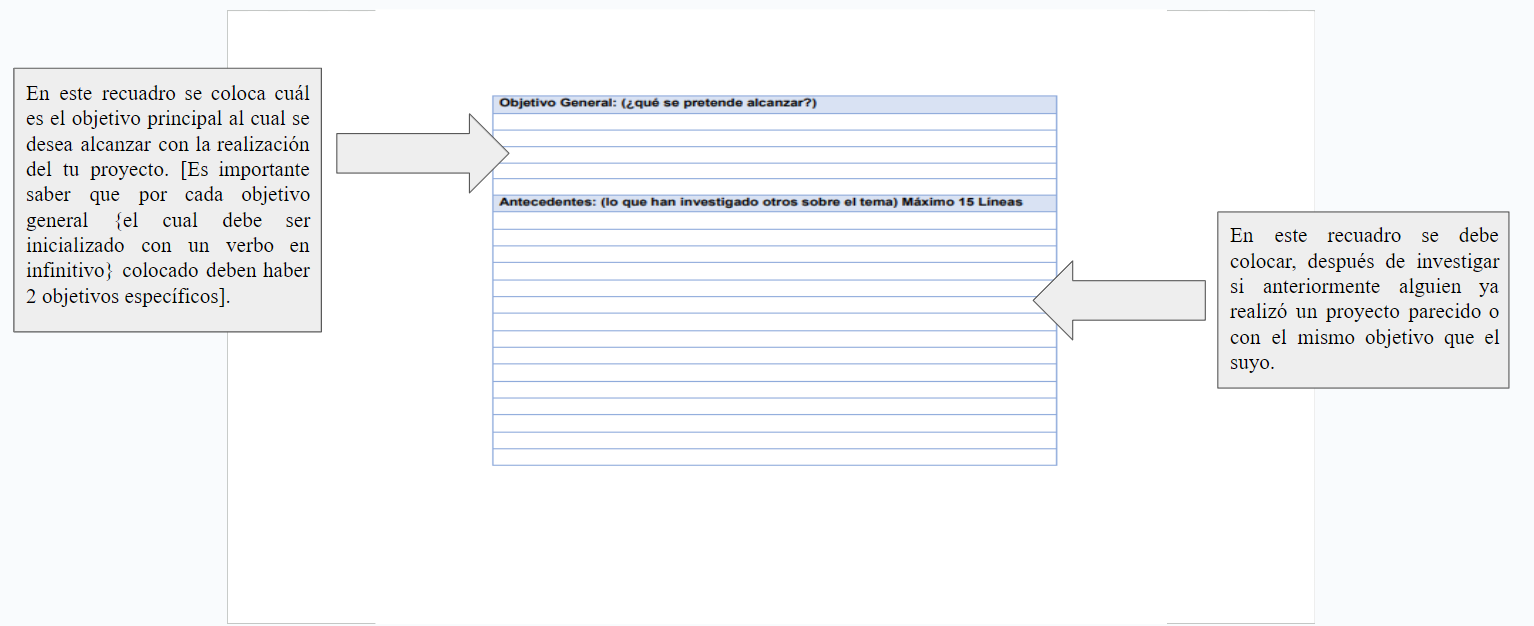 En este recuadro se coloca cuál
es el objetivo principal al cual se
desea alcanzar con la realización
del tu proyecto. [Es importante
saber que por cada objetivo
general {el cual debe ser
inicializado con un verbo en
infinitivo} colocado deben haber
2 objetivos específicos].
Objetivo General: (¿qué se pretende alcanzar?)
Antecedentes: (lo que han investigado otros sobre el tema) Máximo 15 Líneas
En este recuadro se debe
colocar, después de investigar
si anteriormente alguien ya
realizó un proyecto parecido o
con el mismo objetivo que el
suyo.